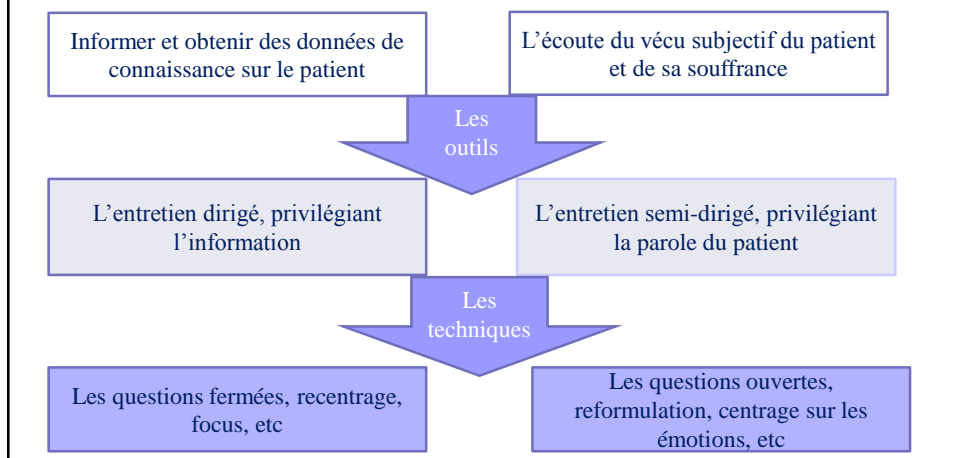 Informer et obtenir des données de
connaissance sur le patient
L’écoute du vécu subjectif du patient
et de sa souffrance
Les
outils
L’entretien dirigé, privilégiant
l’information
L’entretien semi-dirigé, privilégiant
la parole du patient
Les
techniques
Les questions fermées, recentrage,
focus, etc
Les questions ouvertes,
reformulation, centrage sur les
émotions, etc